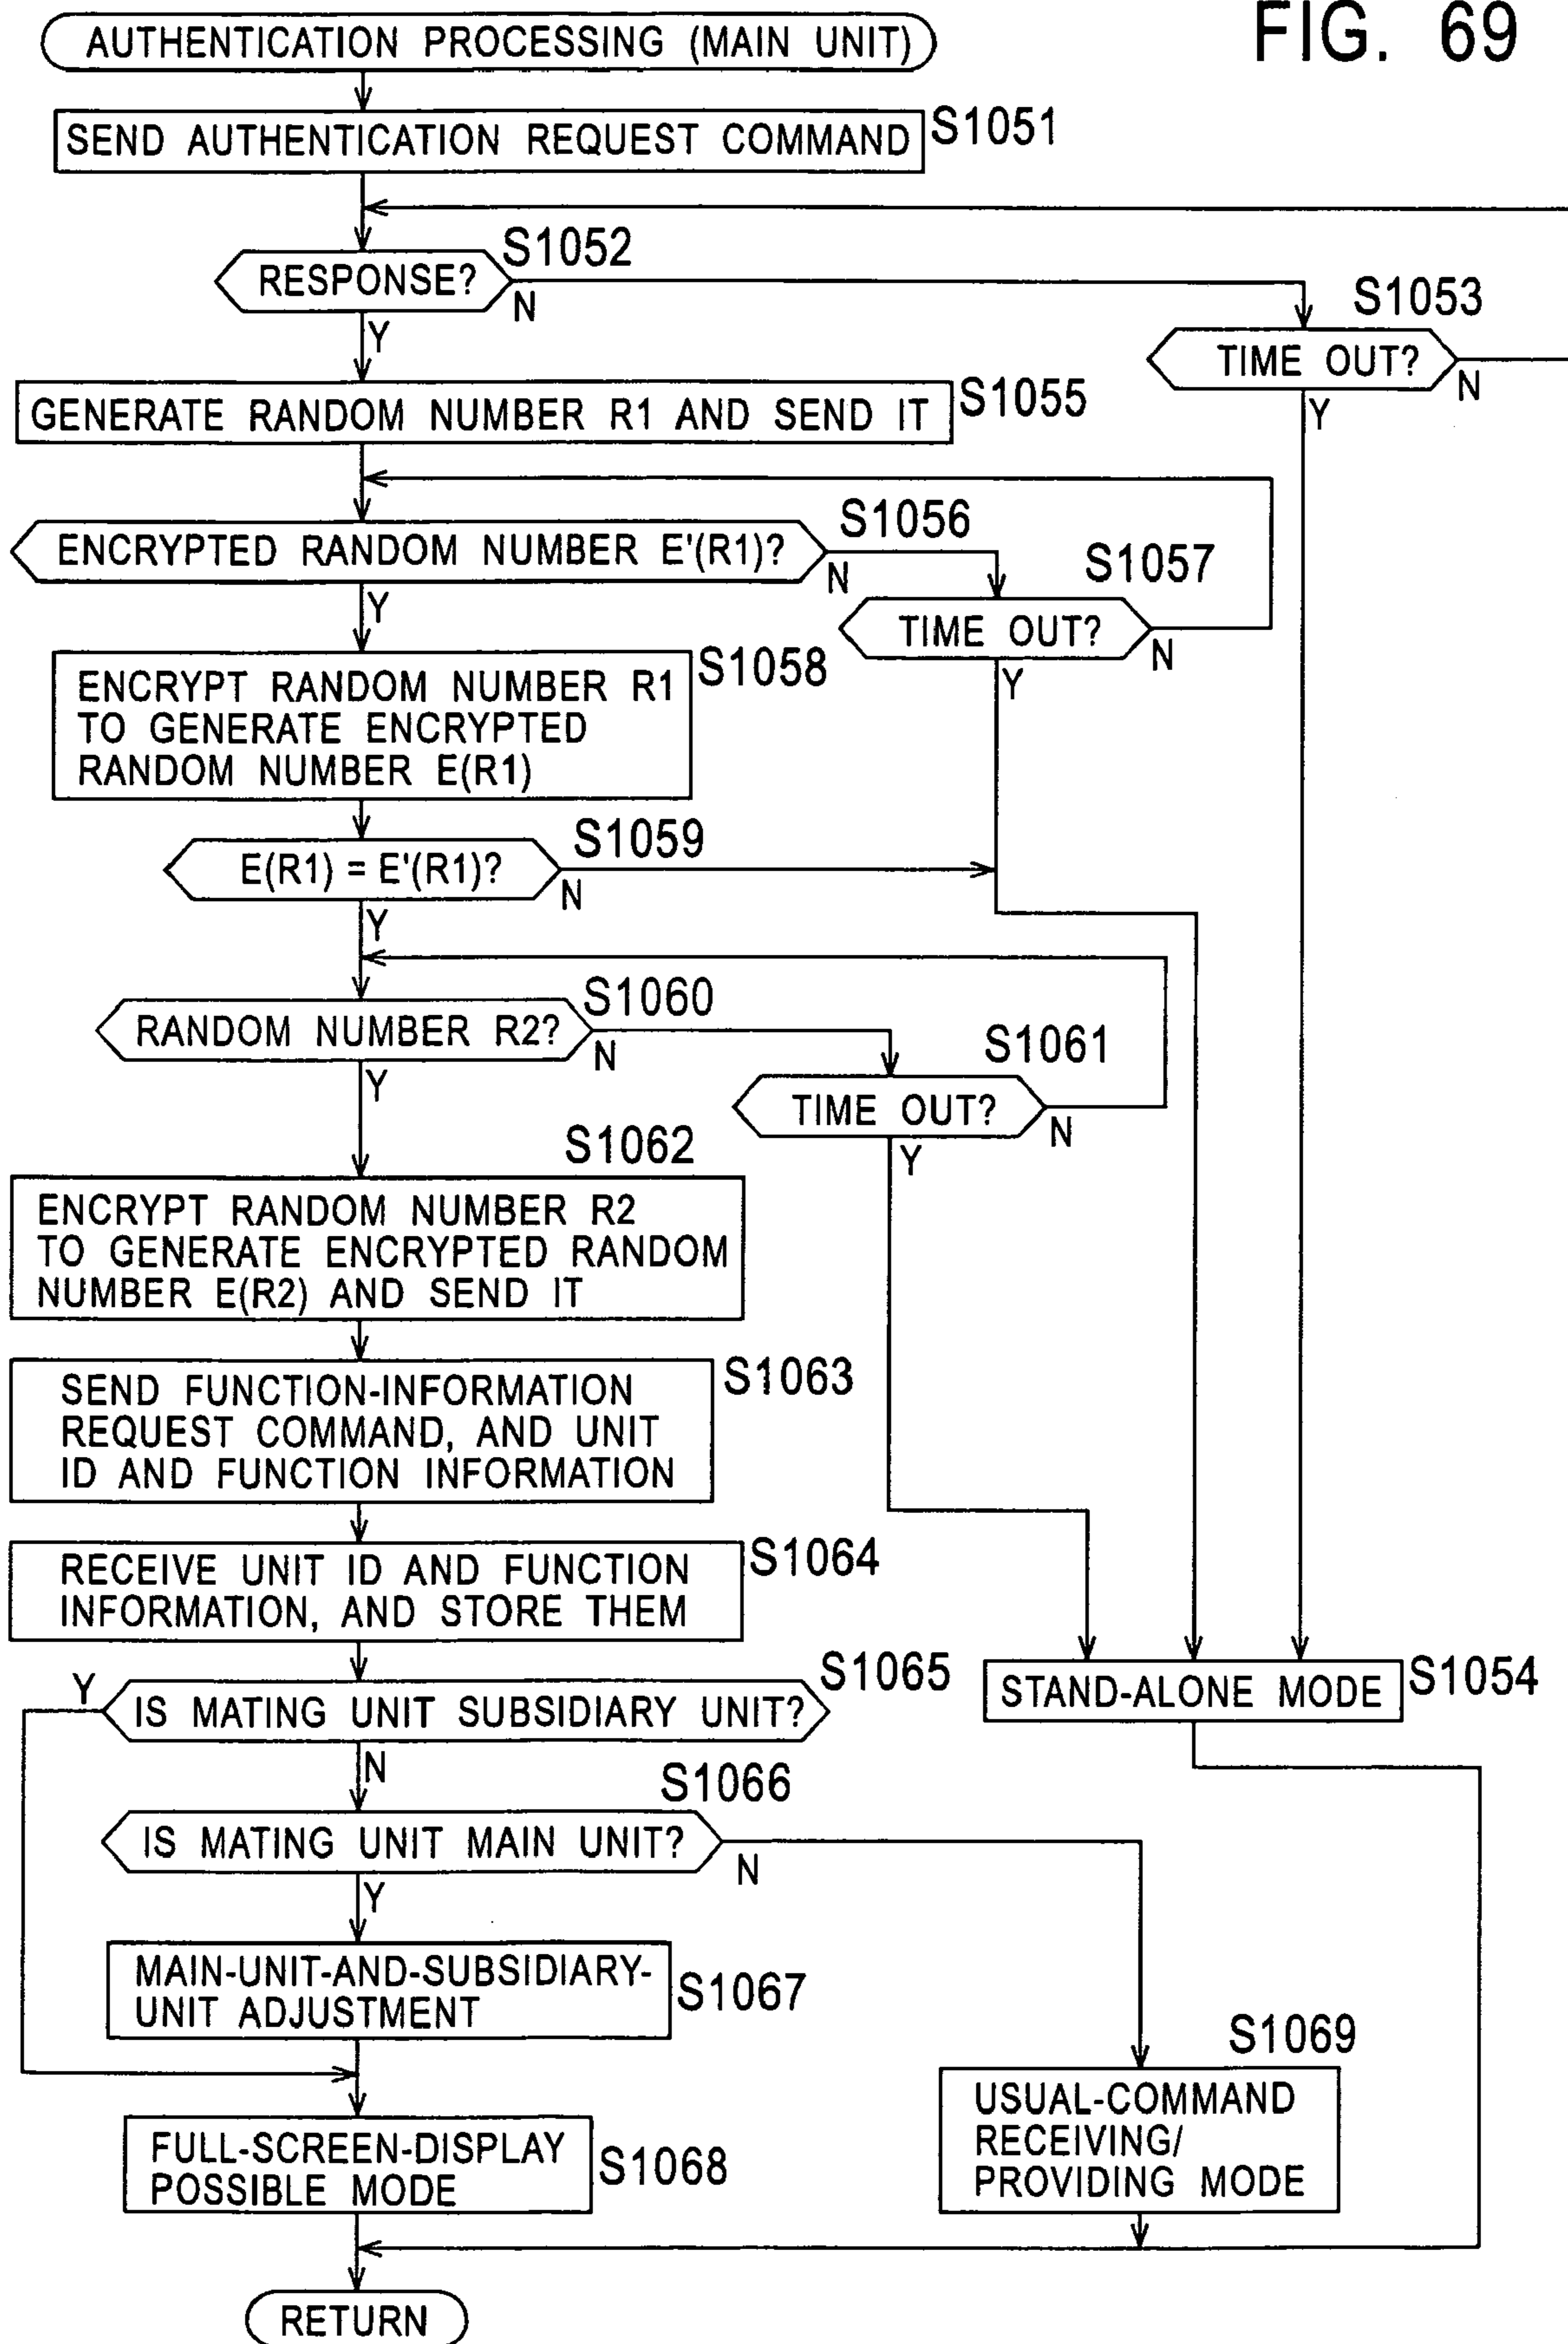 FIG. 69
AUTHENTICATION PROCESSING (MAIN UNIT)
SEND AUTHENTICATION REQUEST COMMAND
S1051
RESPONSE?
S1052
N
Y
S1053
TIME OUT?
N
Y
GENERATE RANDOM NUMBER R1 AND SEND IT
S1055
ENCRYPTED RANDOM NUMBER E'(R1)?
S1056
N
Y
S1057
TIME OUT?
N
Y
ENCRYPT RANDOM NUMBER R1
TO GENERATE ENCRYPTED
RANDOM NUMBER E(R1)
S1058
E(R1) = E'(R1)?
S1059
N
Y
RANDOM NUMBER R2?
S1060
N
Y
S1061
TIME OUT?
N
Y
S1062
ENCRYPT RANDOM NUMBER R2
TO GENERATE ENCRYPTED RANDOM
NUMBER E(R2) AND SEND IT
SEND FUNCTION-INFORMATION
REQUEST COMMAND, AND UNIT
ID AND FUNCTION INFORMATION
S1063
RECEIVE UNIT ID AND FUNCTION
INFORMATION, AND STORE THEM
S1064
Y
IS MATING UNIT SUBSIDIARY UNIT?
S1065
N
STAND-ALONE MODE
S1054
S1066
IS MATING UNIT MAIN UNIT?
N
Y
MAIN-UNIT-AND-SUBSIDIARY-
UNIT ADJUSTMENT
S1067
S1069
USUAL-COMMAND
RECEIVING/
PROVIDING MODE
FULL-SCREEN-DISPLAY
POSSIBLE MODE
S1068
RETURN